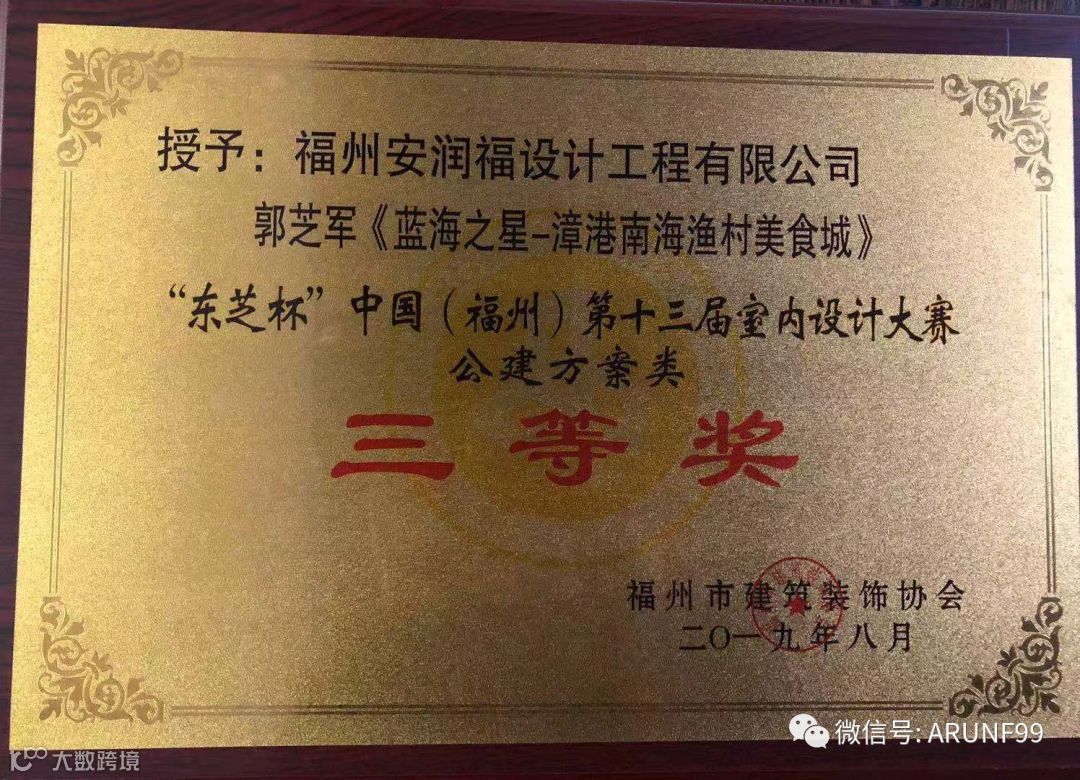 授予：福州安润福设计工程有限公司
郭芝军《蓝海之星-漳港南海渔村美食城》
“东芝杯”中国（福州）第十三届室内设计大赛
公建方案类
三等奖
福州市建筑装饰协会
二〇一九年八月
微信号: ARUNF99
大数跨境